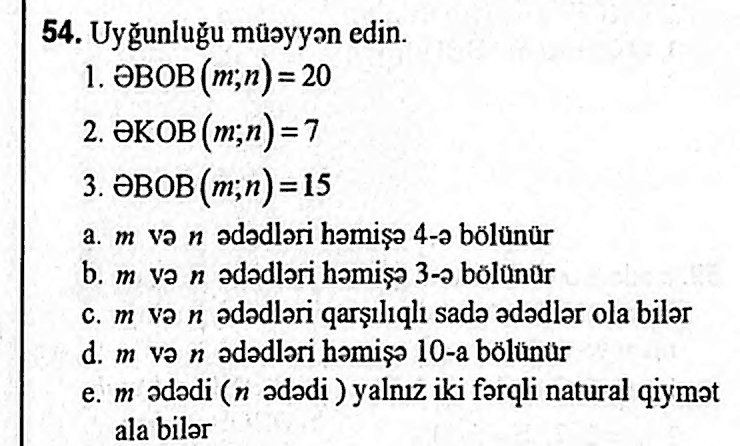 54. Uyğunluğu müəyyən edin.
1. ƏBOB(m;n)=20
2. ƏKOB(m;n)=7
3. ƏBOB(m;n)=15
a. m və n ədədləri həmişə 4-ə bölünür
b. m və n ədədləri həmişə 3-ə bölünür
c. m və n ədədləri qarşılıqlı sadə ədədlər ola bilər
d. m və n ədədləri həmişə 10-a bölünür
e. m ədədi (n ədədi) yalnız iki fərqli natural qiymət
ala bilər